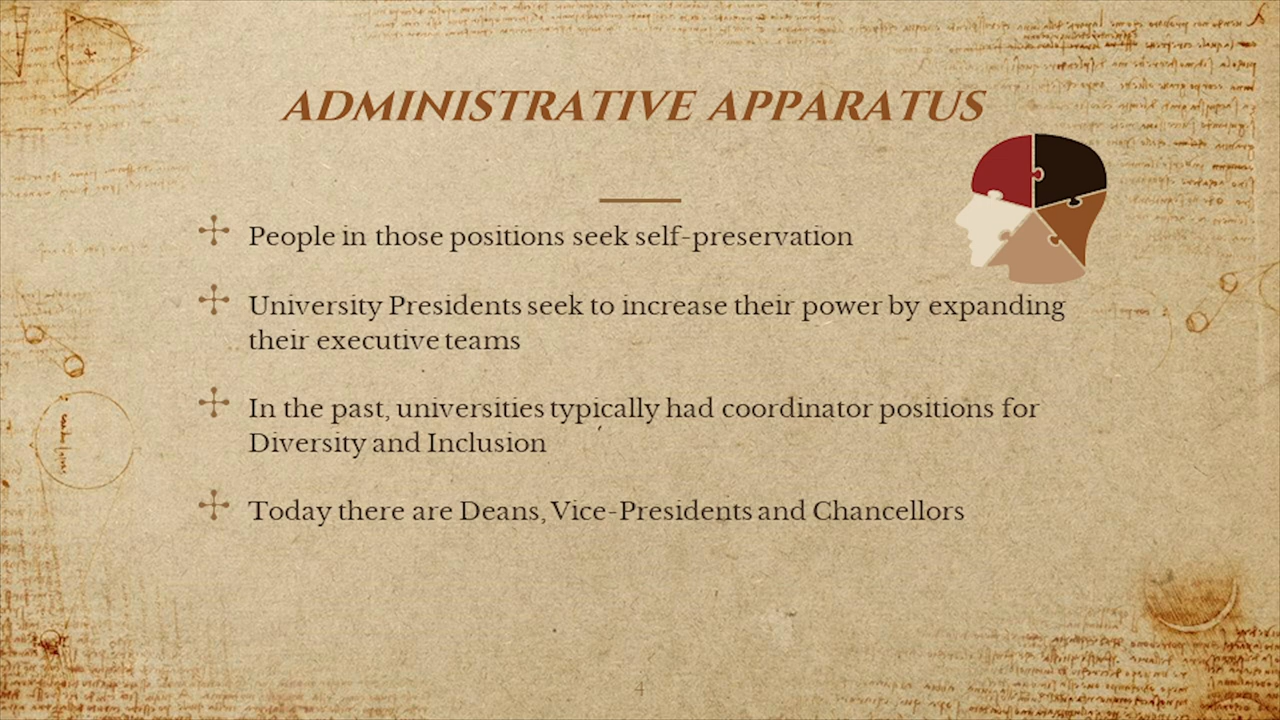 ADMINISTRATIVE APPARATUS
People in those positions seek self-preservation
University Presidents seek to increase their power by expanding
their executive teams
In the past, universities typically had coordinator positions for
Diversity and Inclusion
Today there are Deans, Vice-Presidents and Chancellors
4